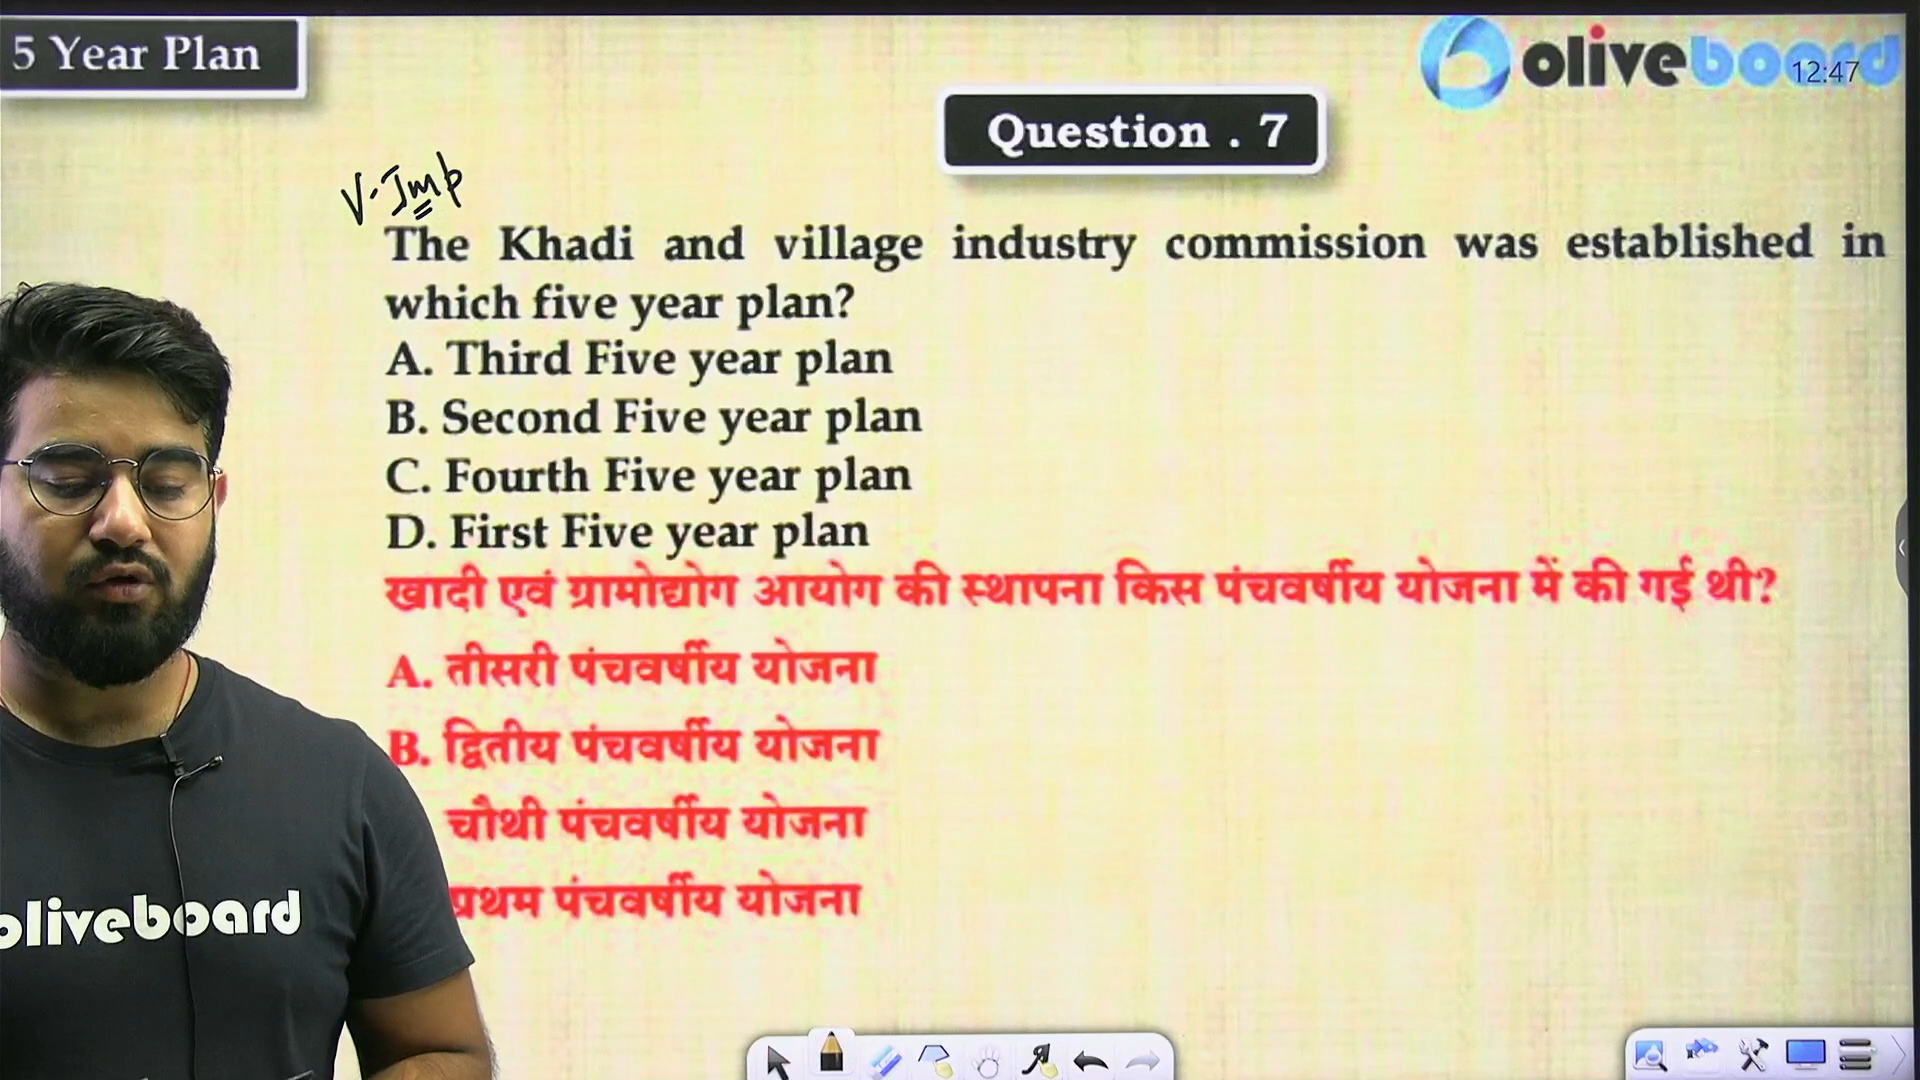 5 Year Plan
oliveboard
12:47
Question . 7
V. Imp
The Khadi and village industry commission was established in
which five year plan?
A. Third Five year plan
B. Second Five year plan
C. Fourth Five year plan
D. First Five year plan
खादी एवं ग्रामोद्योग आयोग की स्थापना किस पंचवर्षीय योजना में की गई थी?
A. तीसरी पंचवर्षीय योजना
B. द्वितीय पंचवर्षीय योजना
चौथी पंचवर्षीय योजना
प्रथम पंचवर्षीय योजना
oliveboard